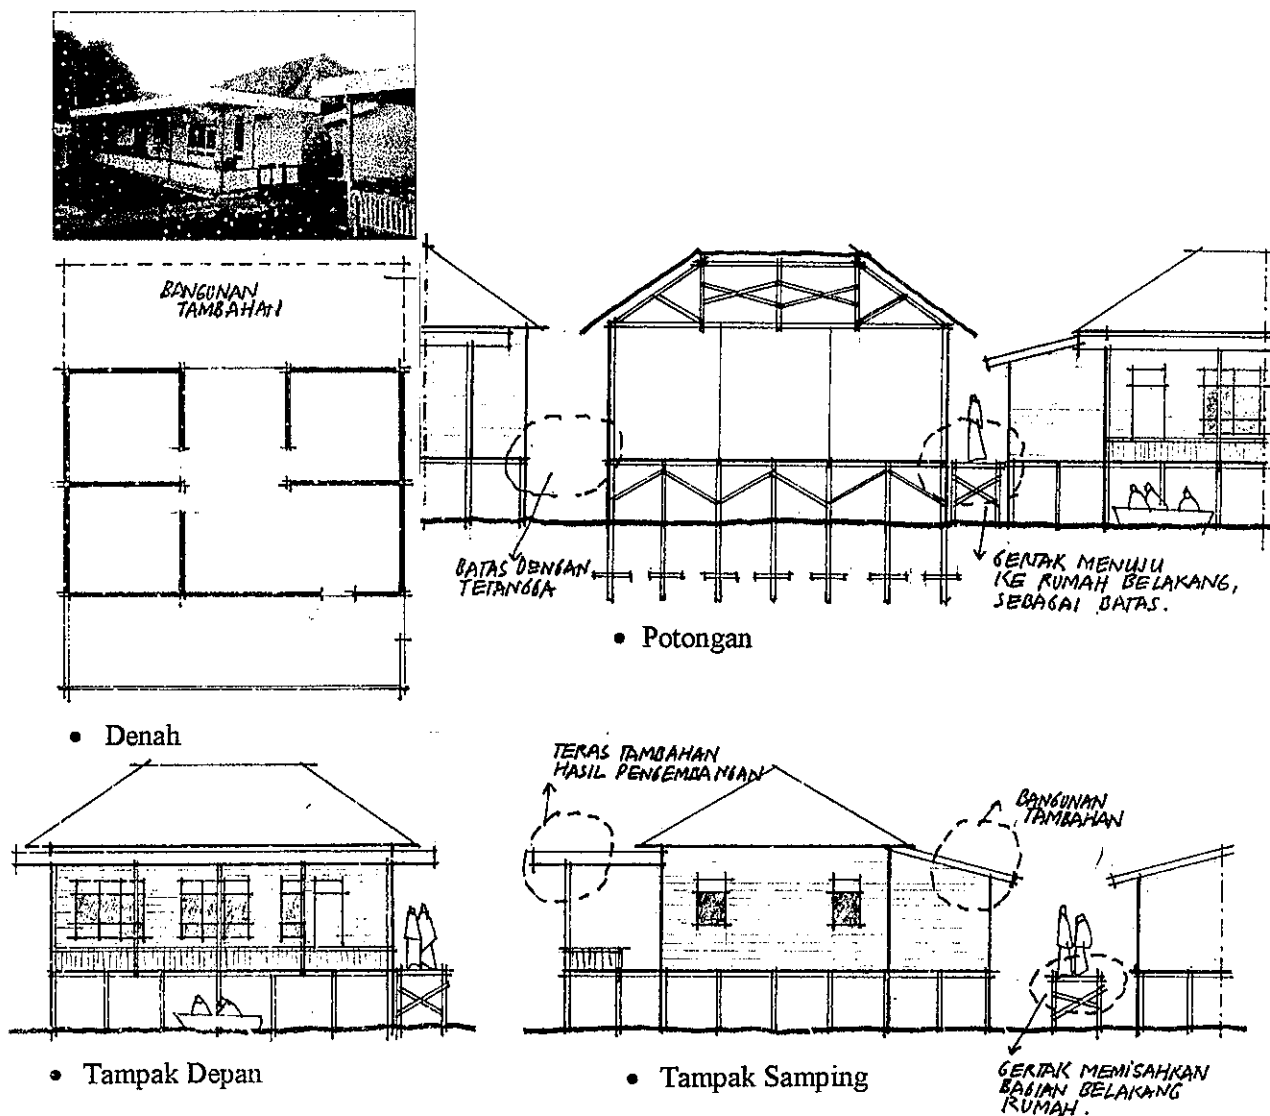 BANGUNAN
TAMBAHAN
BATAS DENGAN
TETANGGA
GERTAK MENUJU
KE RUMAH BELAKANG,
SEBAGAI BATAS.
• Potongan
• Denah
TERAS TAMBAHAN
HASIL PENGEMBANGAN
BANGUNAN
TAMBAHAN
• Tampak Depan
• Tampak Samping
GERTAK MEMISAHKAN
BAGIAN BELAKANG
RUMAH.